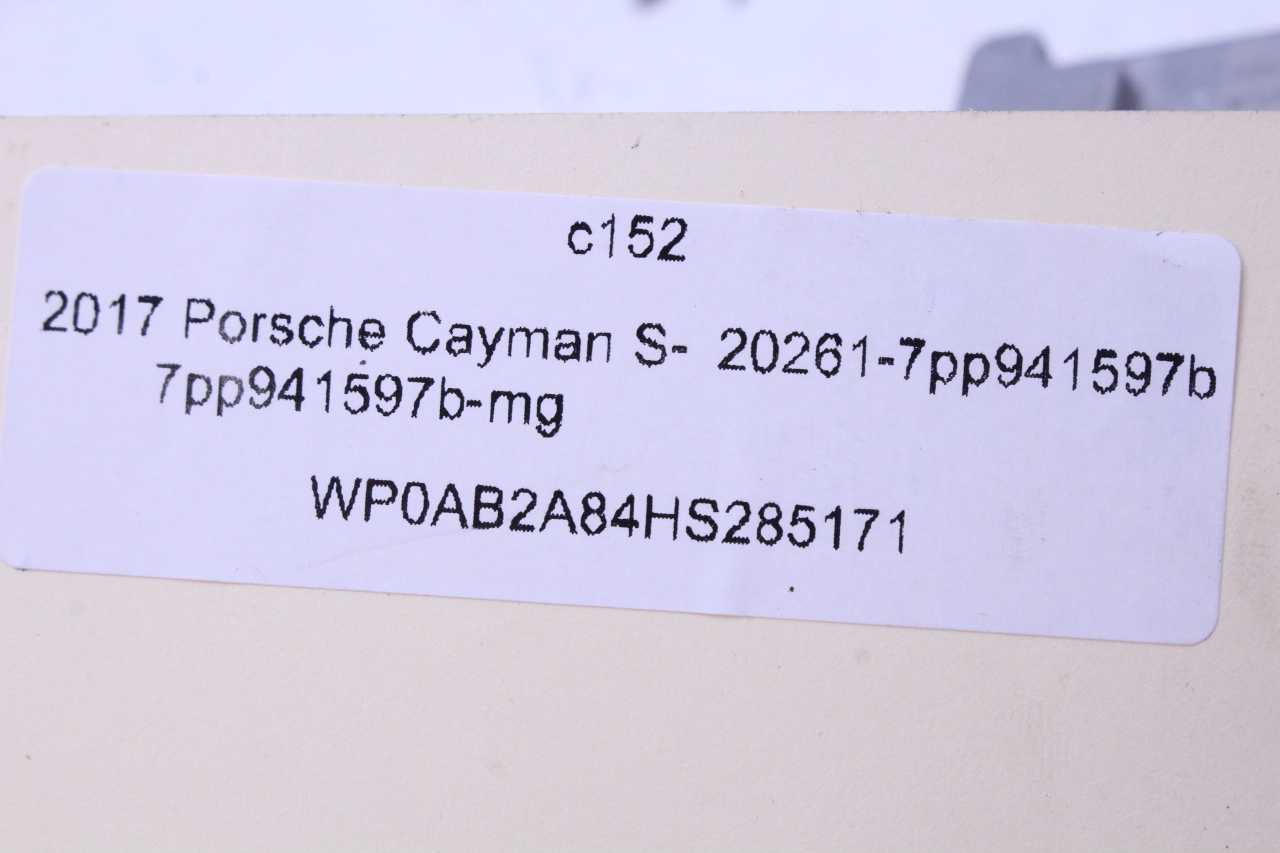 c152
2017 Porsche Cayman S- 20261-7pp941597b
7pp941597b-mg
WP0AB2A84HS285171